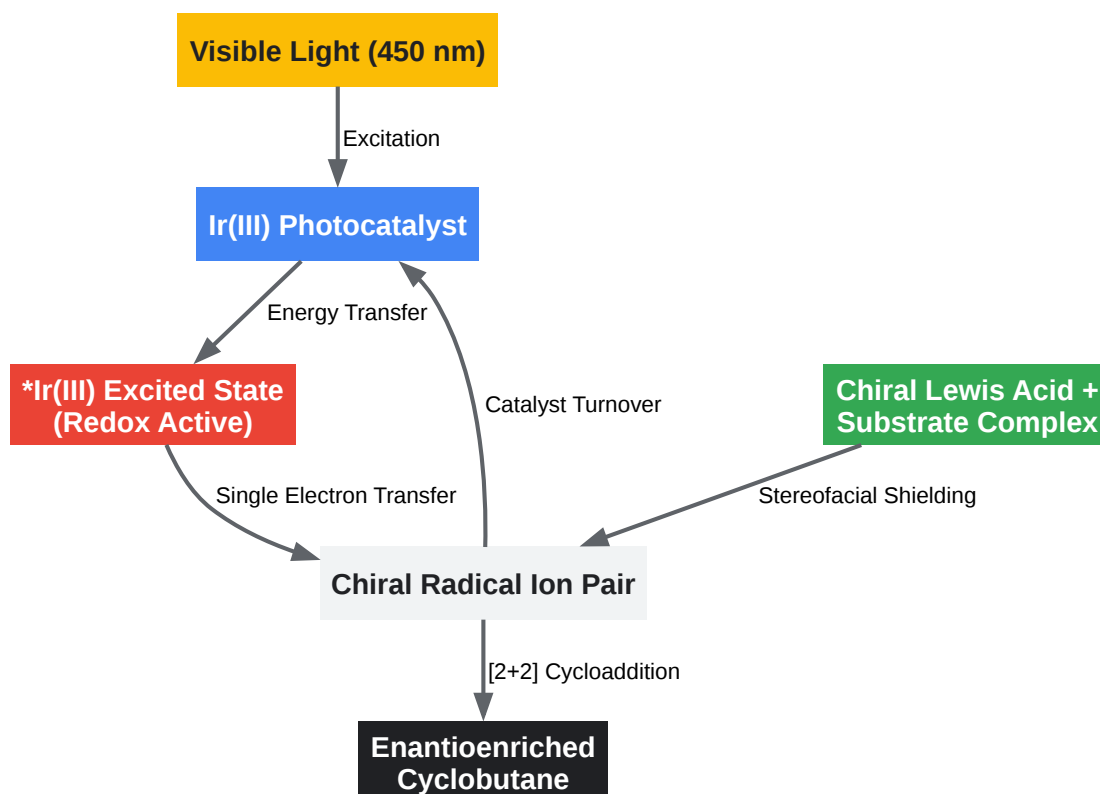 Visible Light (450 nm)
Excitation
Ir(III) Photocatalyst
Energy Transfer
*Ir(III) Excited State
(Redox Active)
Chiral Lewis Acid +
Substrate Complex
Catalyst Turnover
Single Electron Transfer
Stereofacial Shielding
Chiral Radical Ion Pair
[2+2] Cycloaddition
Enantioenriched
Cyclobutane